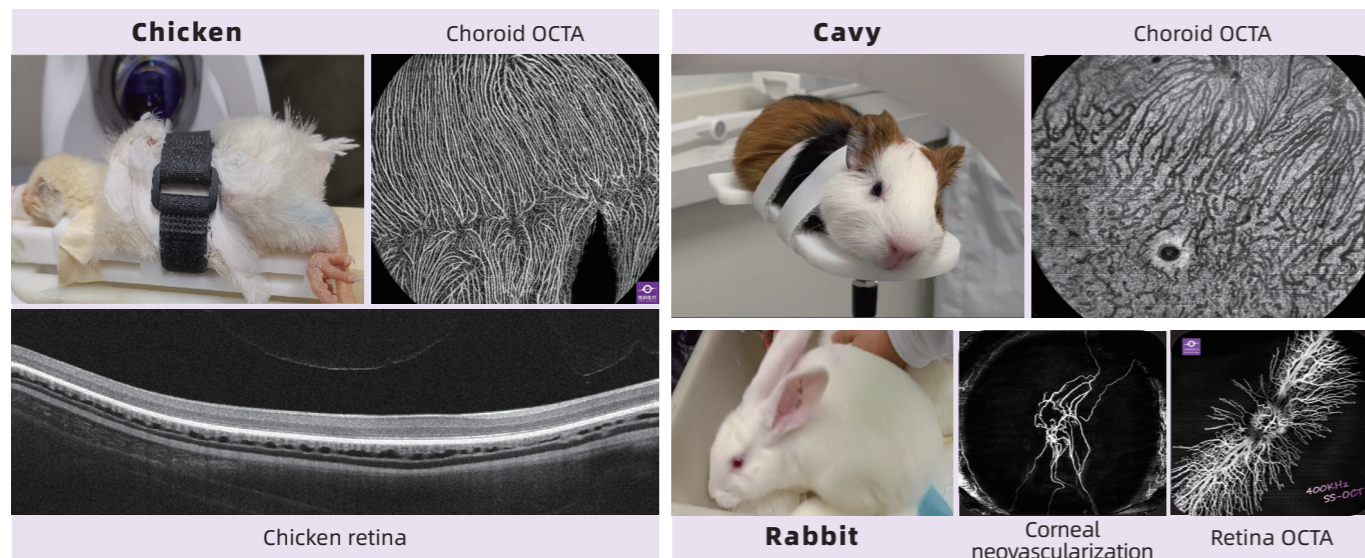 Chicken
Choroid OCTA
Cavy
Choroid OCTA
400KHz
SS-OCT
Chicken retina
Rabbit
Corneal
neovascularization
Retina OCTA